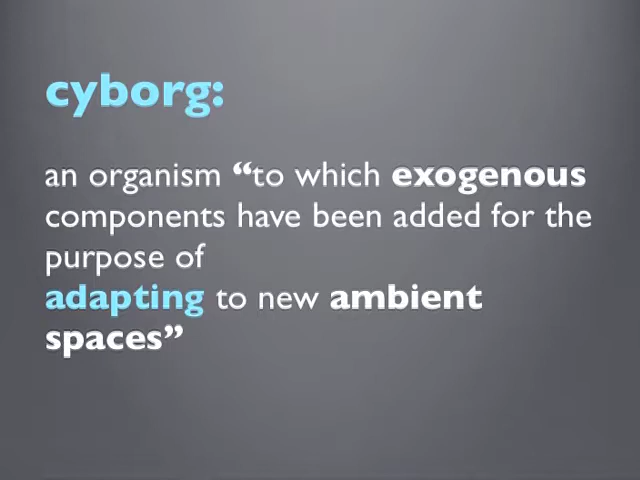 cyborg:
an organism “to which exogenous
components have been added for the
purpose of
adapting to new ambient
spaces”